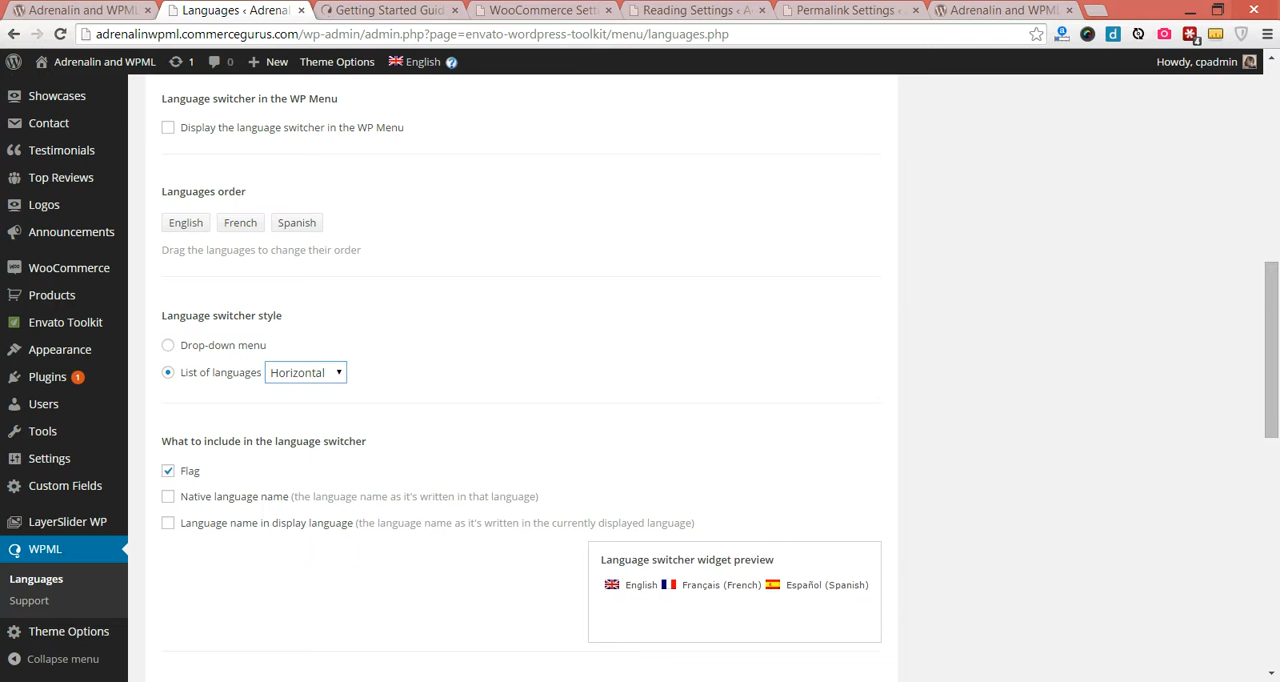 Adrenalin and WPML
Languages ‹ Adrenal
Getting Started Guid
WooCommerce Sett
Reading Settings ‹ A
Permalink Settings ‹
Adrenalin and WPML
adrenalinwpml.commercegurus.com/wp-admin/admin.php?page=envato-wordpress-toolkit/menu/languages.php
4
Adrenalin and WPML
1
0
New
Theme Options
English
Howdy, cpadmin
Showcases
Contact
Testimonials
Top Reviews
Logos
Announcements
WooCommerce
Products
Envato Toolkit
Appearance
Plugins 1
Users
Tools
Settings
Custom Fields
LayerSlider WP
WPML
Languages
Support
Theme Options
Collapse menu
Language switcher in the WP Menu
Display the language switcher in the WP Menu
Languages order
English French Spanish
Drag the languages to change their order
Language switcher style
Drop-down menu
List of languages Horizontal
What to include in the language switcher
Flag
Native language name (the language name as it's written in that language)
Language name in display language (the language name as it's written in the currently displayed language)
Language switcher widget preview
English Français (French) Español (Spanish)